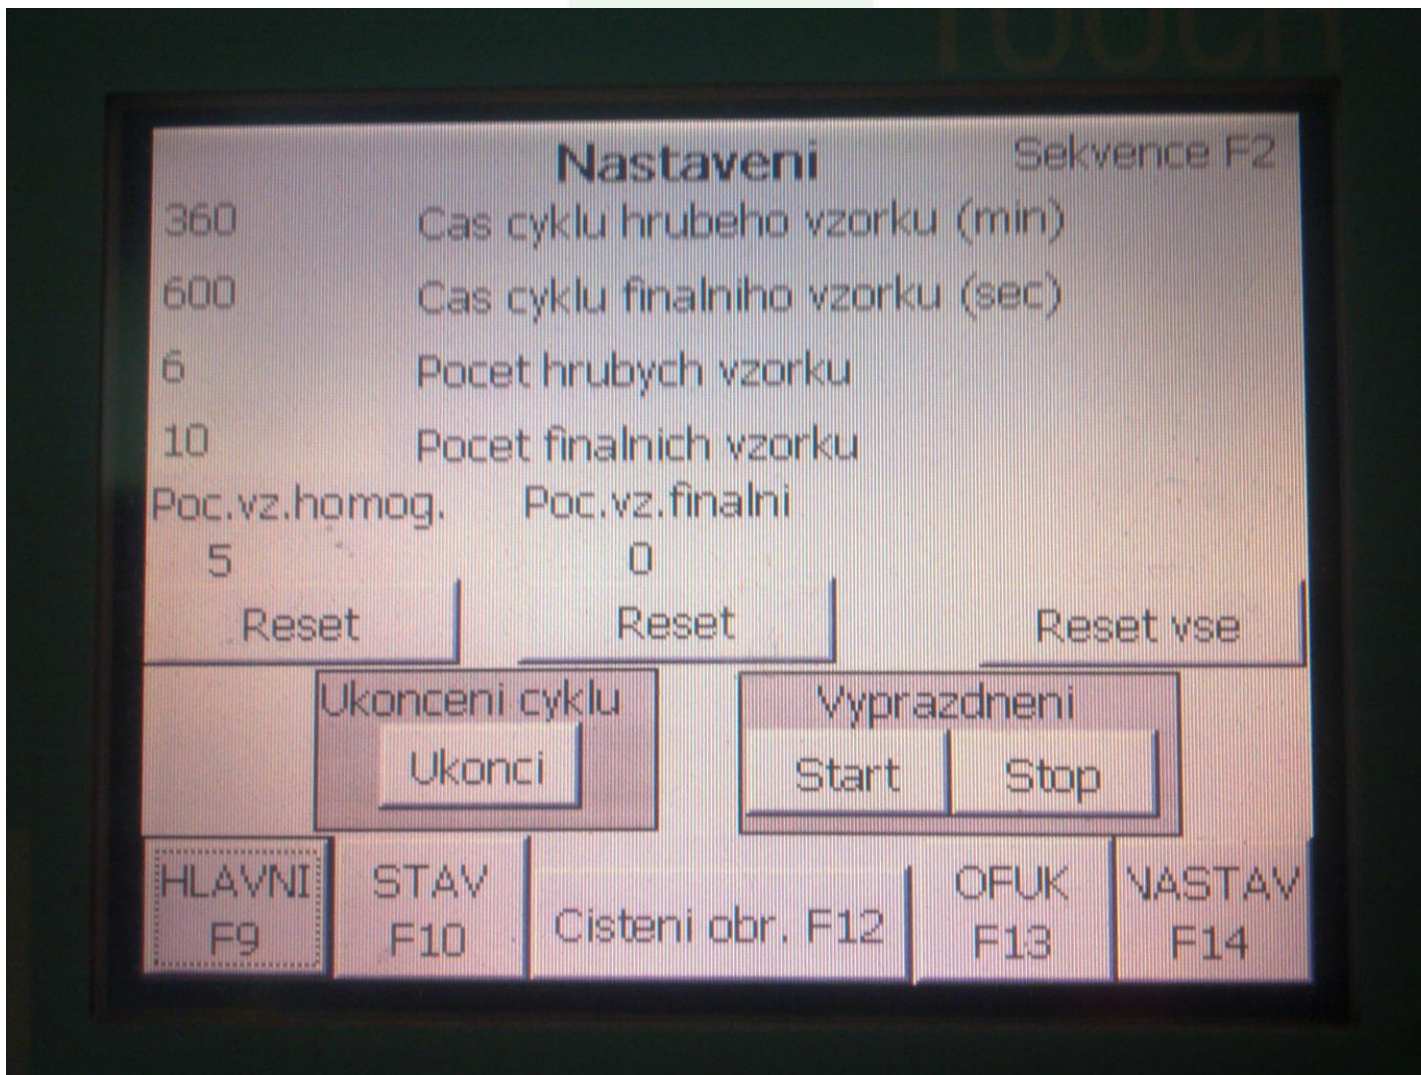 TOUCH
Nastaveni
Sekvence F2
360 Cas cyklu hrubeho vzorku (min)
600 Cas cyklu finalniho vzorku (sec)
6 Pocet hrubych vzorku
10 Pocet finalnich vzorku
Poc.vz.homog. Poc.vz.finalni
5 0
Reset Reset Reset vse
Ukonceni cyklu Vyprazdneni
Ukonci Start Stop
HLAVNI STAV Cisteni obr. F12 OFUK NASTAV
F9 F10 F13 F14